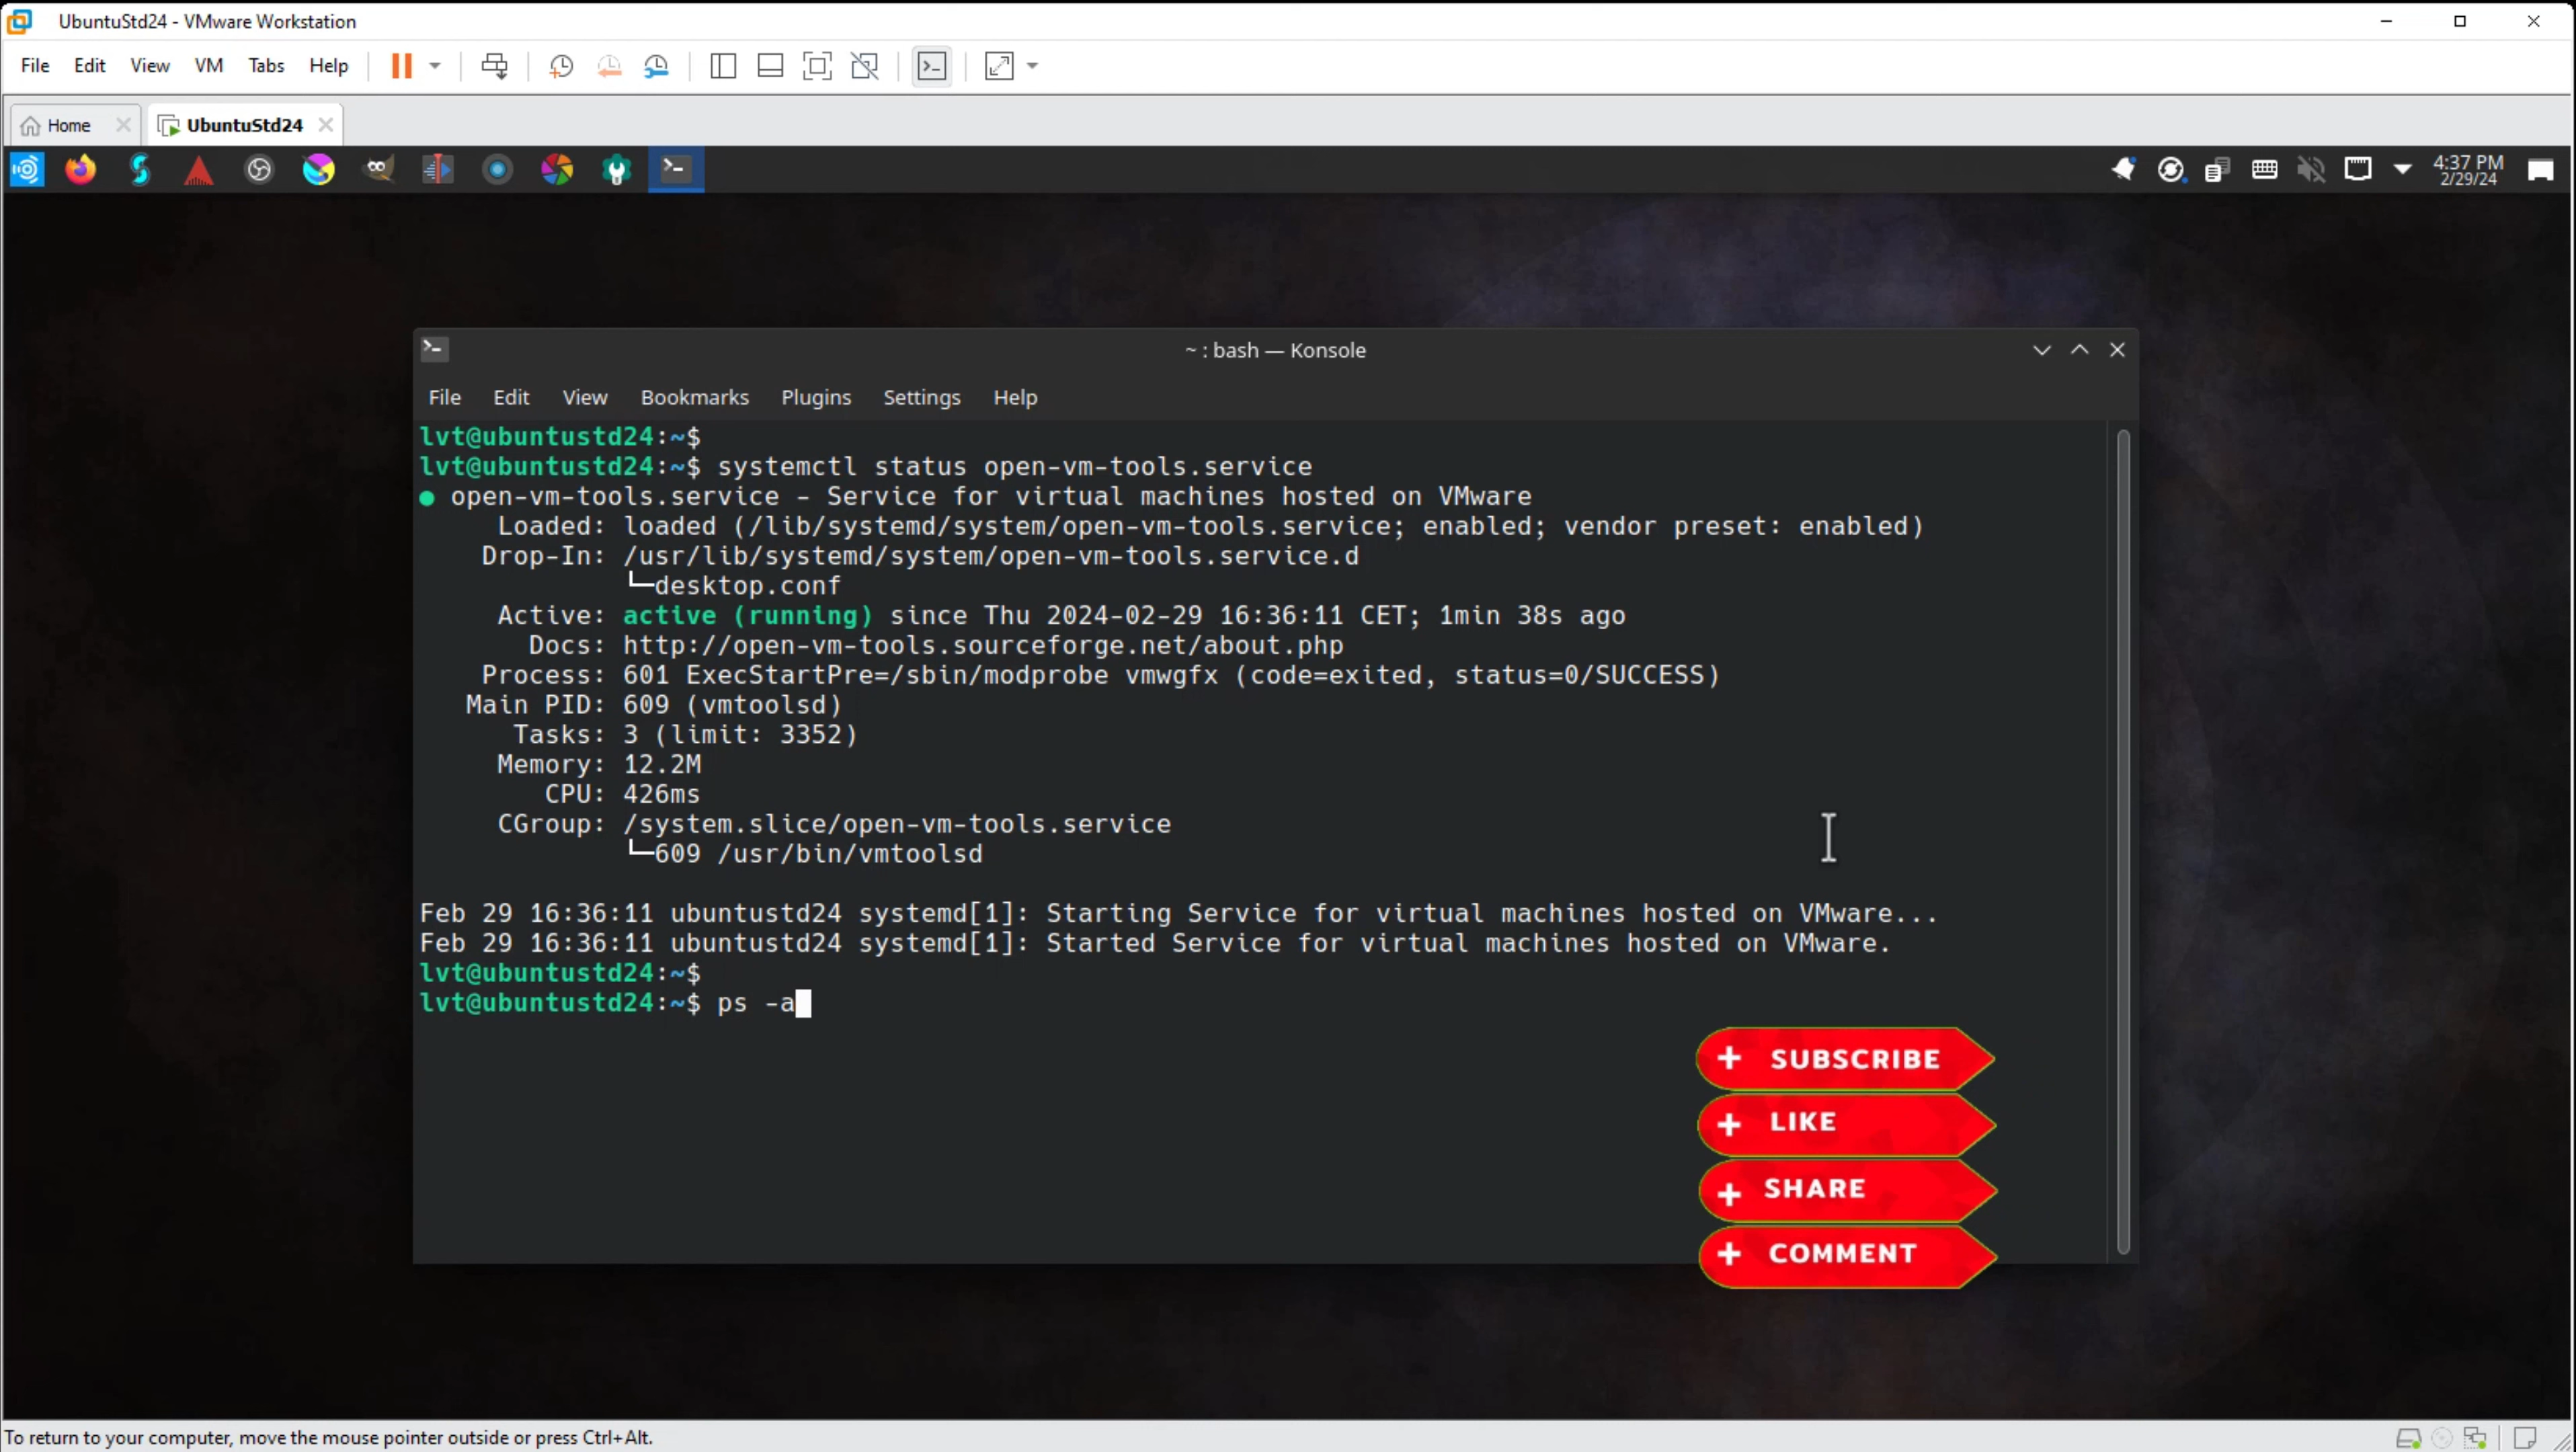 UbuntuStd24 - VMware Workstation
File Edit View VM Tabs Help
Home UbuntuStd24
4:37 PM
2/29/24
~ : bash — Konsole
File Edit View Bookmarks Plugins Settings Help
lvt@ubuntustd24:~$
lvt@ubuntustd24:~$ systemctl status open-vm-tools.service
● open-vm-tools.service - Service for virtual machines hosted on VMware
Loaded: loaded (/lib/systemd/system/open-vm-tools.service; enabled; vendor preset: enabled)
Drop-In: /usr/lib/systemd/system/open-vm-tools.service.d
└─desktop.conf
Active: active (running) since Thu 2024-02-29 16:36:11 CET; 1min 38s ago
Docs: http://open-vm-tools.sourceforge.net/about.php
Process: 601 ExecStartPre=/sbin/modprobe vmwgfx (code=exited, status=0/SUCCESS)
Main PID: 609 (vmtoolsd)
Tasks: 3 (limit: 3352)
Memory: 12.2M
CPU: 426ms
CGroup: /system.slice/open-vm-tools.service
└─609 /usr/bin/vmtoolsd
Feb 29 16:36:11 ubuntustd24 systemd[1]: Starting Service for virtual machines hosted on VMware...
Feb 29 16:36:11 ubuntustd24 systemd[1]: Started Service for virtual machines hosted on VMware.
lvt@ubuntustd24:~$
lvt@ubuntustd24:~$ ps -a
+ SUBSCRIBE
+ LIKE
+ SHARE
+ COMMENT
To return to your computer, move the mouse pointer outside or press Ctrl+Alt.